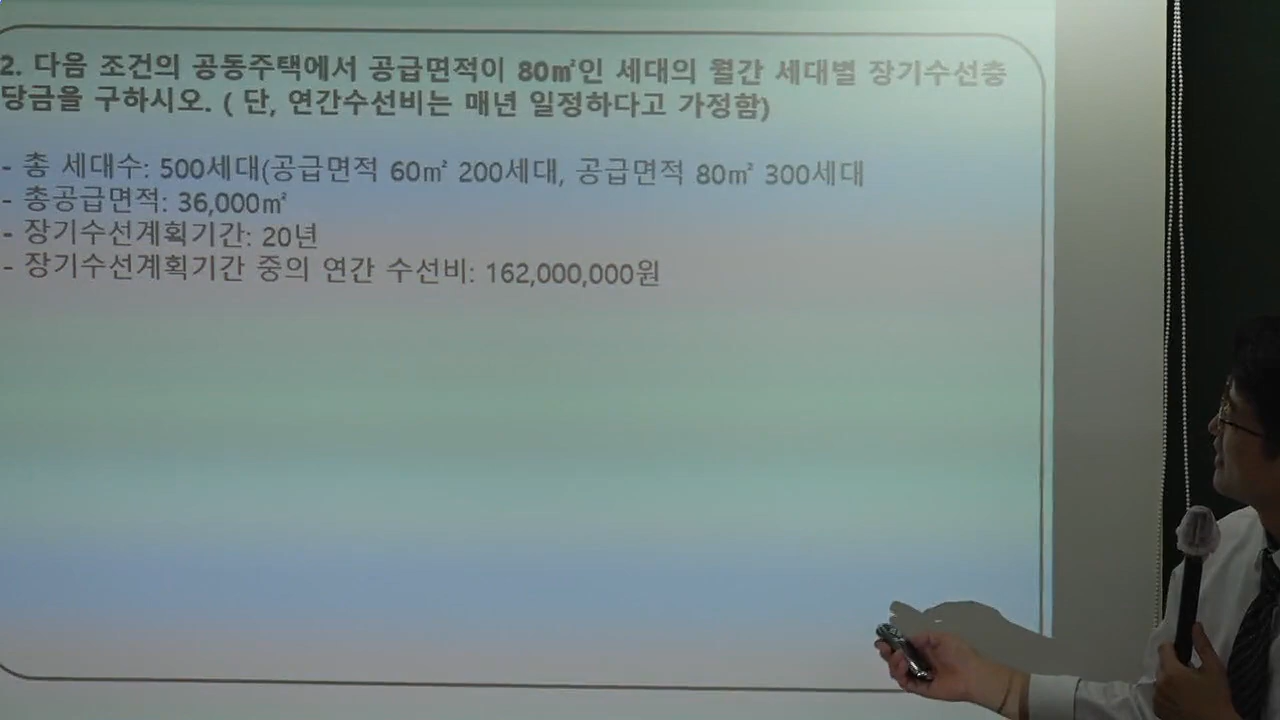 2. 다음 조건의 공동주택에서 공급면적이 80㎡인 세대의 월간 세대별 장기수선충
당금을 구하시오. ( 단, 연간수선비는 매년 일정하다고 가정함)
- 총 세대수: 500세대(공급면적 60㎡ 200세대, 공급면적 80㎡ 300세대
- 총공급면적: 36,000㎡
- 장기수선계획기간: 20년
- 장기수선계획기간 중의 연간 수선비: 162,000,000원